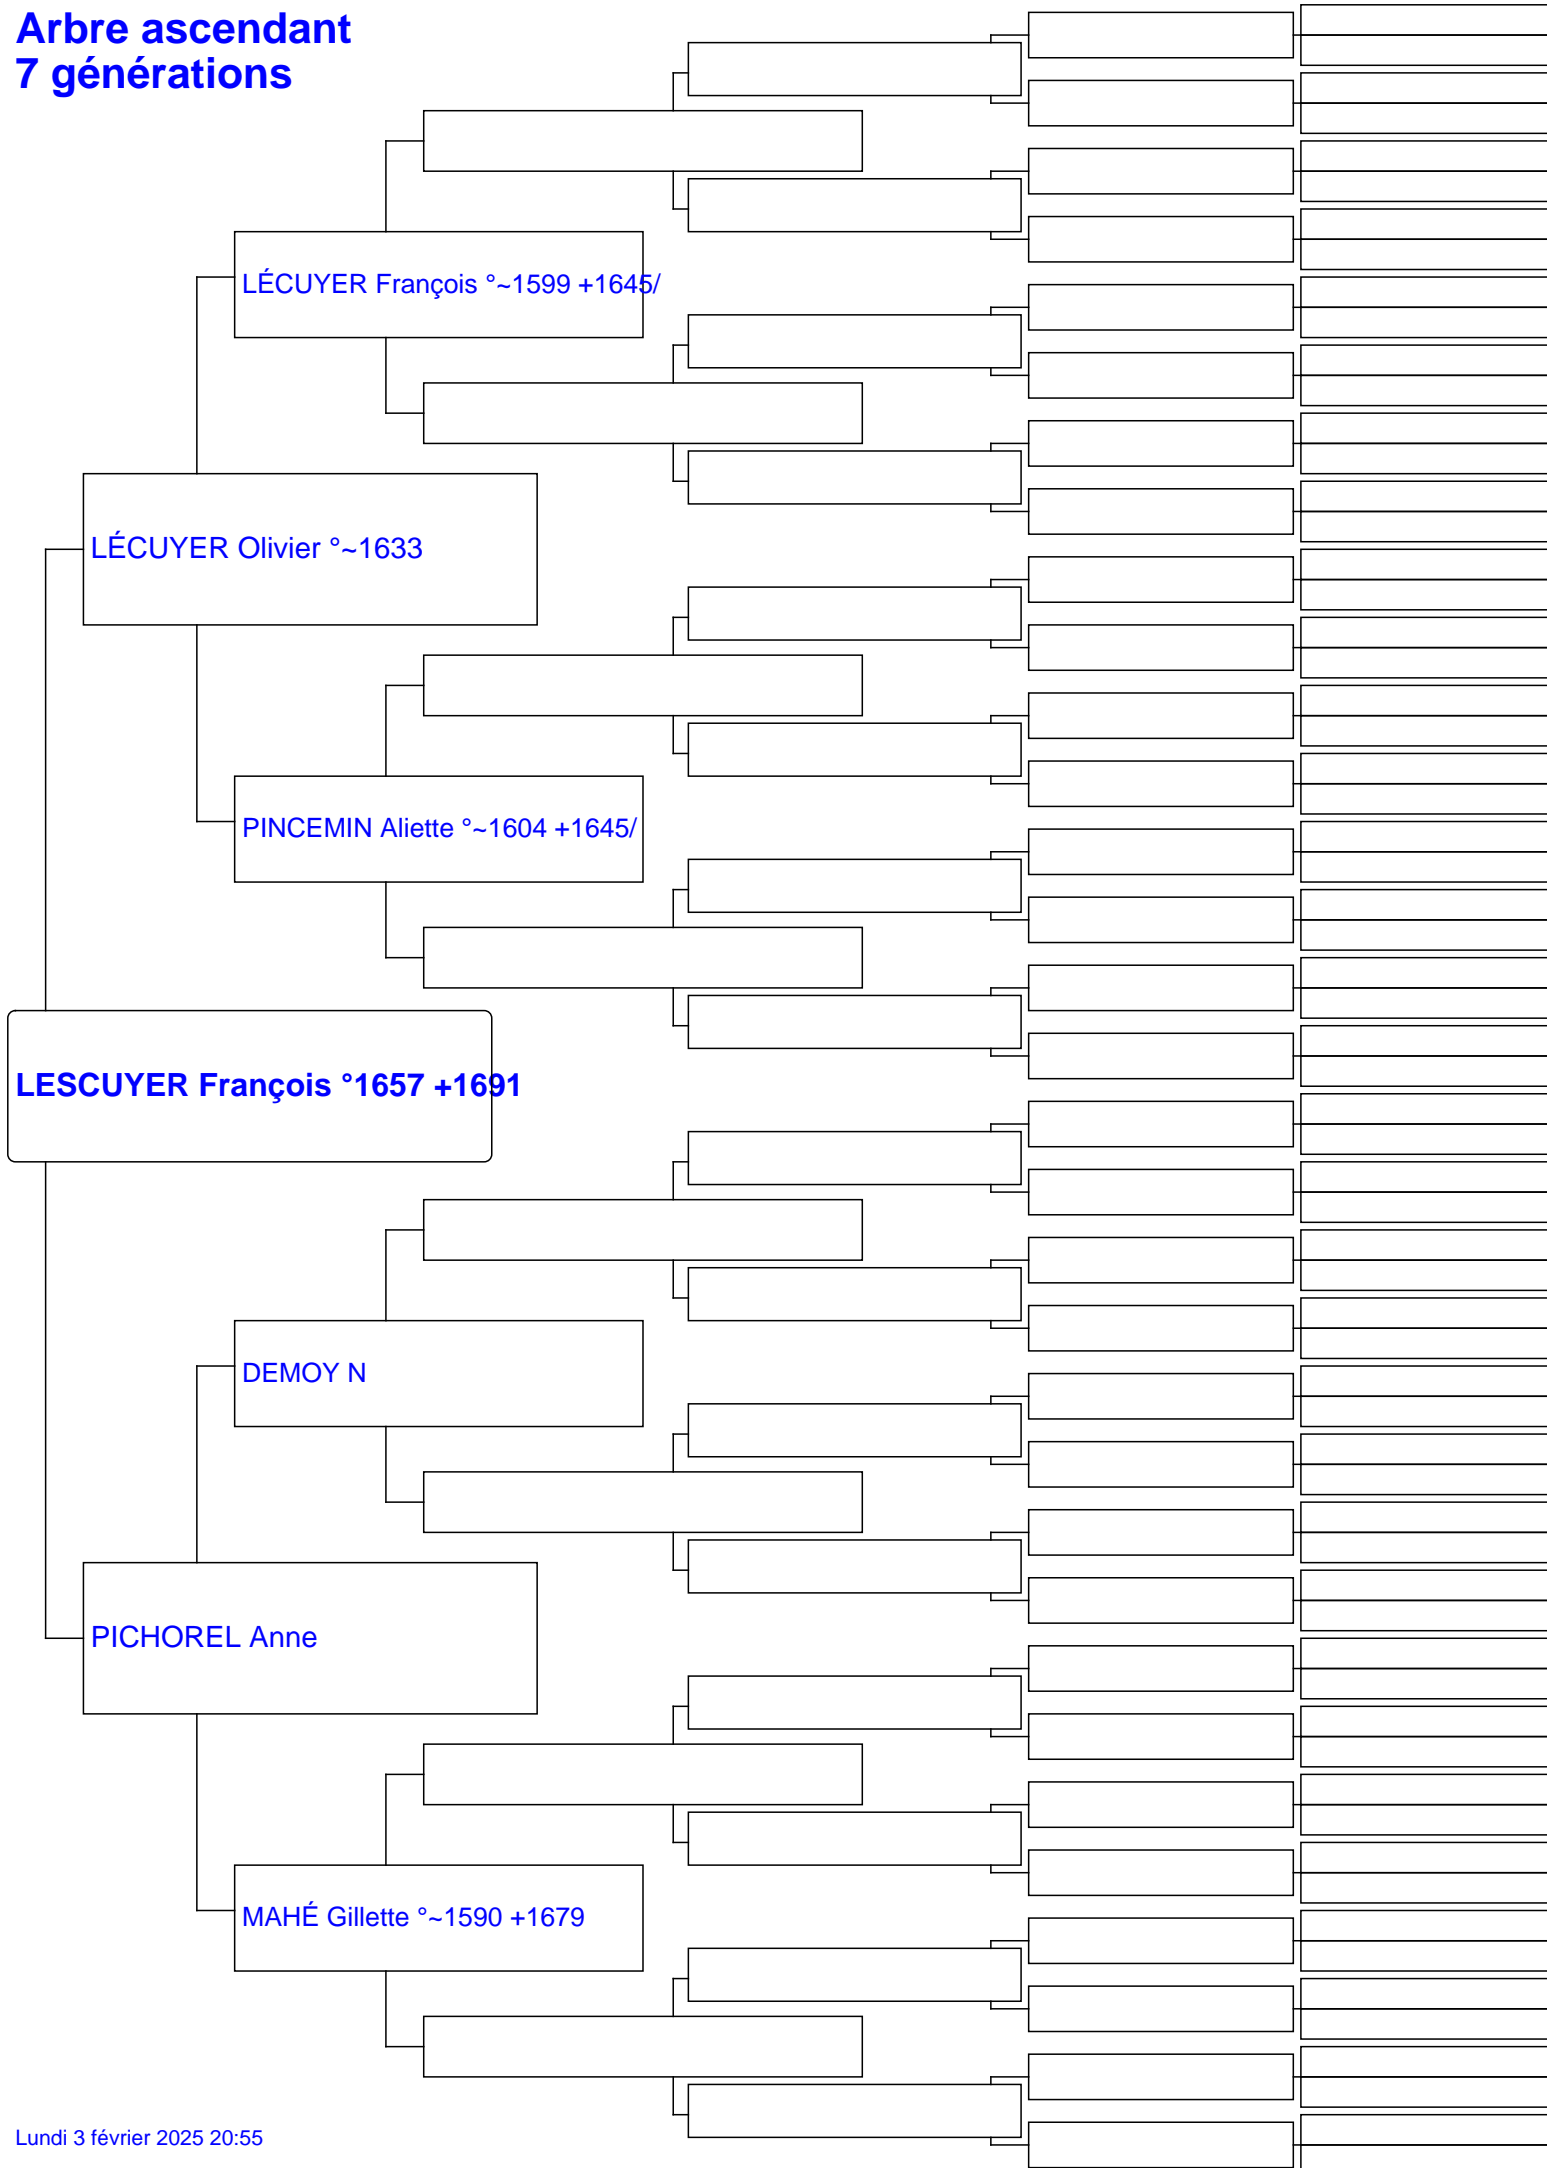 Arbre ascendant
7 générations
LÉCUYER François °~1599 +1645/
LÉCUYER Olivier °~1633
PINCEMIN Aliette °~1604 +1645/
LESCUYER François °1657 +1691
DEMOY N
PICHOREL Anne
MAHÉ Gillette °~1590 +1679
Lundi 3 février 2025 20:55